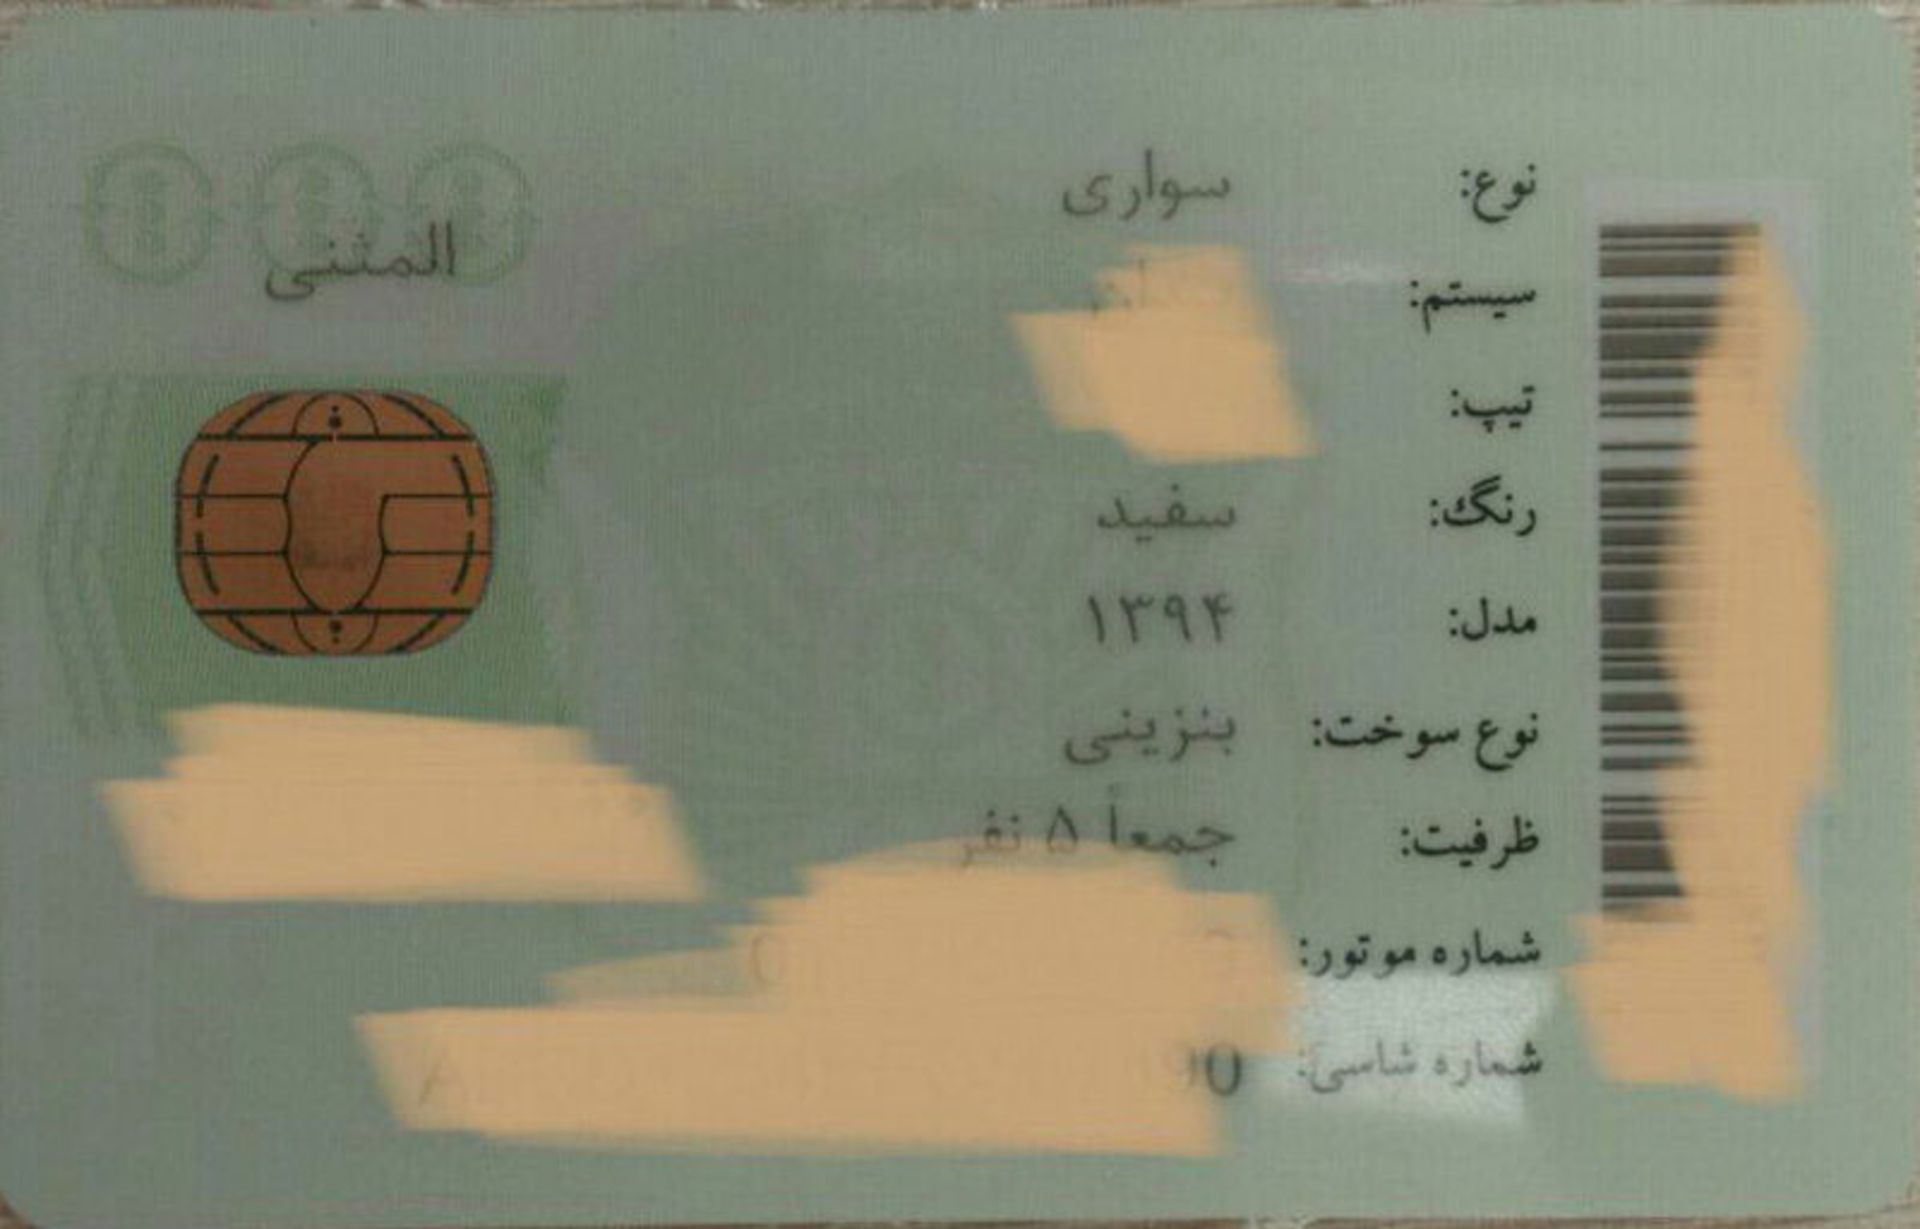 نوع: سواری
المثنی
سیستم:
تیپ:
رنگ: سفید
مدل: ۱۳۹۴
نوع سوخت: بنزینی
ظرفیت: جمعاً ۵ نفر
شماره موتور:
شماره شاسی: